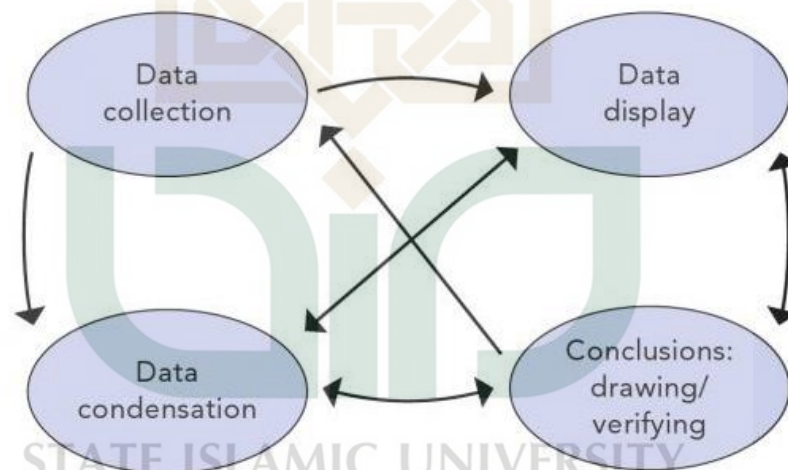 Data
collection
Data
display
Data
condensation
Conclusions:
drawing/
verifying
STATE ISLAMIC UNIVERSITY